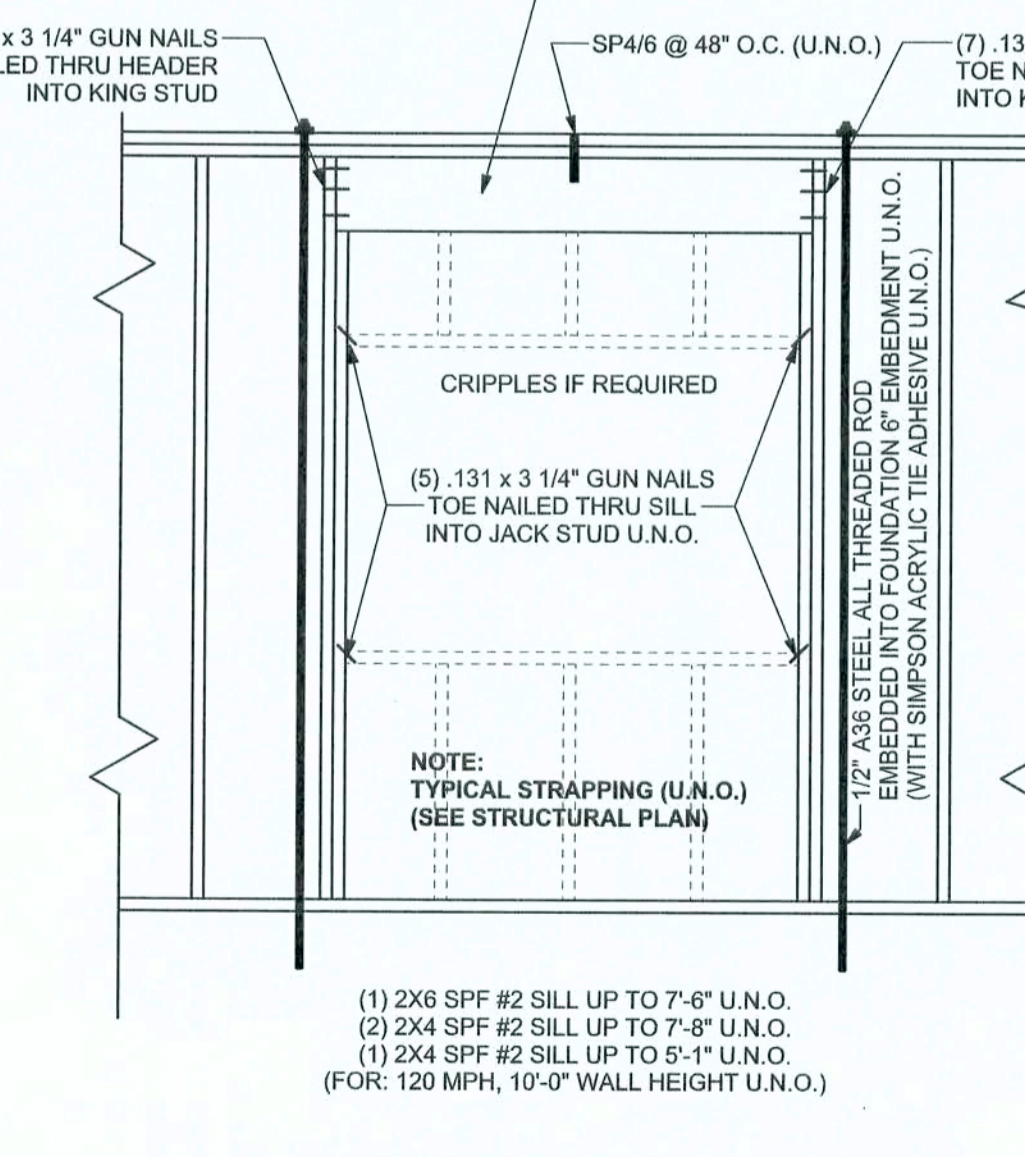 x 3 1/4" GUN NAILS
THRU HEADER
INTO KING STUD
SP4/6 @ 48" O.C. (U.N.O.)
(7) .13
TOE
INTO
CRIPPLES IF REQUIRED
(5) .131 x 3 1/4" GUN NAILS
TOE NAILED THRU SILL
INTO JACK STUD U.N.O.
1/2" A36 STEEL ALL THREADED ROD
EMBEDDED INTO FOUNDATION 6" EMBEDMENT U.N.O.
(WITH SIMPSON ACRYLIC TIE ADHESIVE U.N.O.)
NOTE:
TYPICAL STRAPPING (U.N.O.)
(SEE STRUCTURAL PLAN)
(1) 2X6 SPF #2 SILL UP TO 7'-6" U.N.O.
(2) 2X4 SPF #2 SILL UP TO 7'-8" U.N.O.
(1) 2X4 SPF #2 SILL UP TO 5'-1" U.N.O.
(FOR: 120 MPH, 10'-0" WALL HEIGHT U.N.O.)